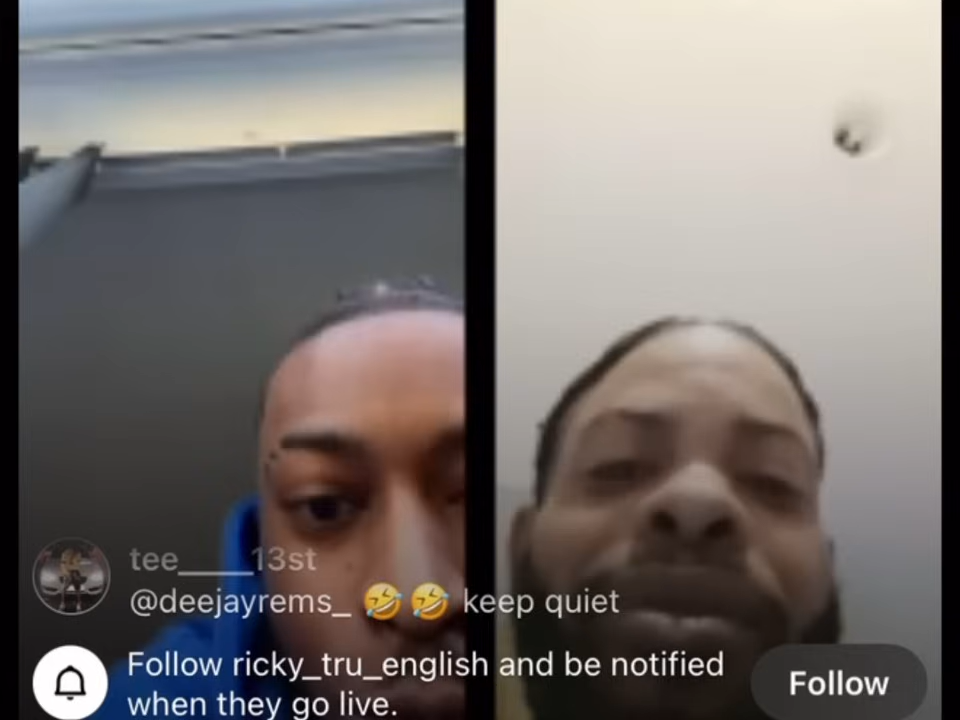 tee____13st
@deejayrems_ 🤣 🤣 keep quiet
Follow ricky_tru_english and be notified
when they go live.
Follow